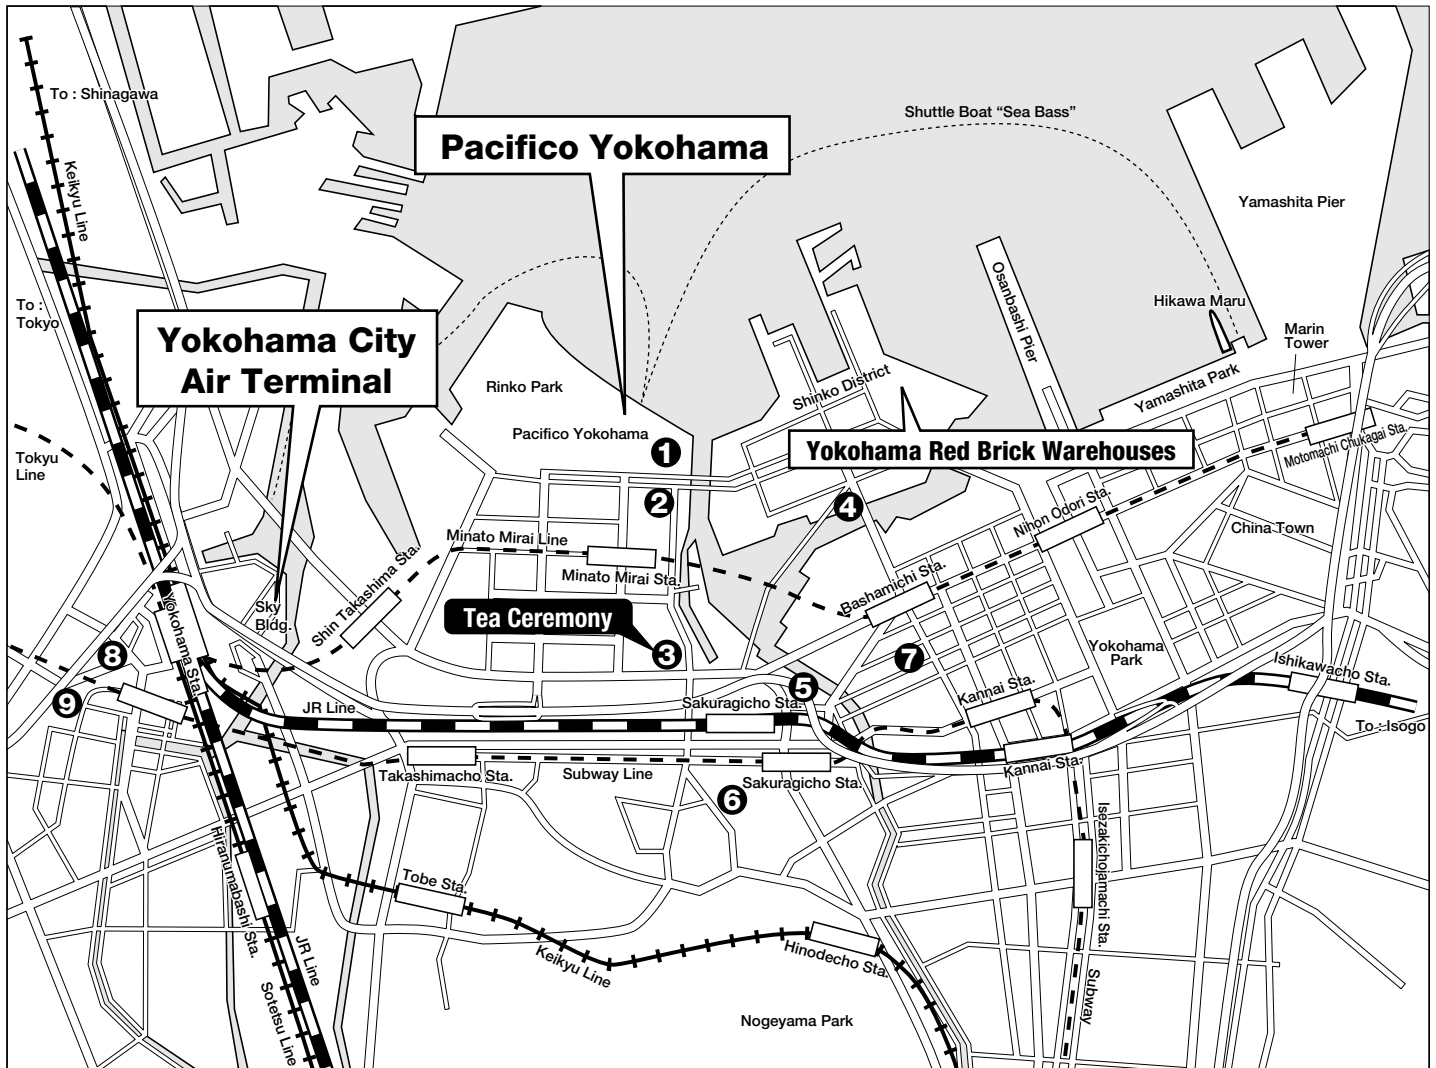 To : Shinagawa
Keikyu Line
Shuttle Boat “Sea Bass”
Pacifico Yokohama
Yamashita Pier
Osanbashi Pier
Hikawa Maru
To :
Tokyo
Yokohama City
Air Terminal
Marin
Tower
Rinko Park
Shinko District
Yamashita Park
Pacifico Yokohama
Yokohama Red Brick Warehouses
Motomachi Chukagai Sta.
Tokyu
Line
1
2
4
Nihon Odori Sta.
China Town
Minato Mirai Line
Minato Mirai Sta.
Shin Takashima Sta.
Bashamichi Sta.
Sky
Bldg.
Tea Ceremony
Yokohama Sta.
3
7
8
9
5
Yokohama
Park
Ishikawacho Sta.
Kannai Sta.
JR Line
Sakuragicho Sta.
To : Isogo
Takashimacho Sta.
Subway Line
Sakuragicho Sta.
Kannai Sta.
6
Isezakichojamachi Sta.
Hiranumabashi Sta.
Tobe Sta.
JR Line
Keikyu Line
Hinodecho Sta.
Subway
Sotetsu Line
Nogeyama Park